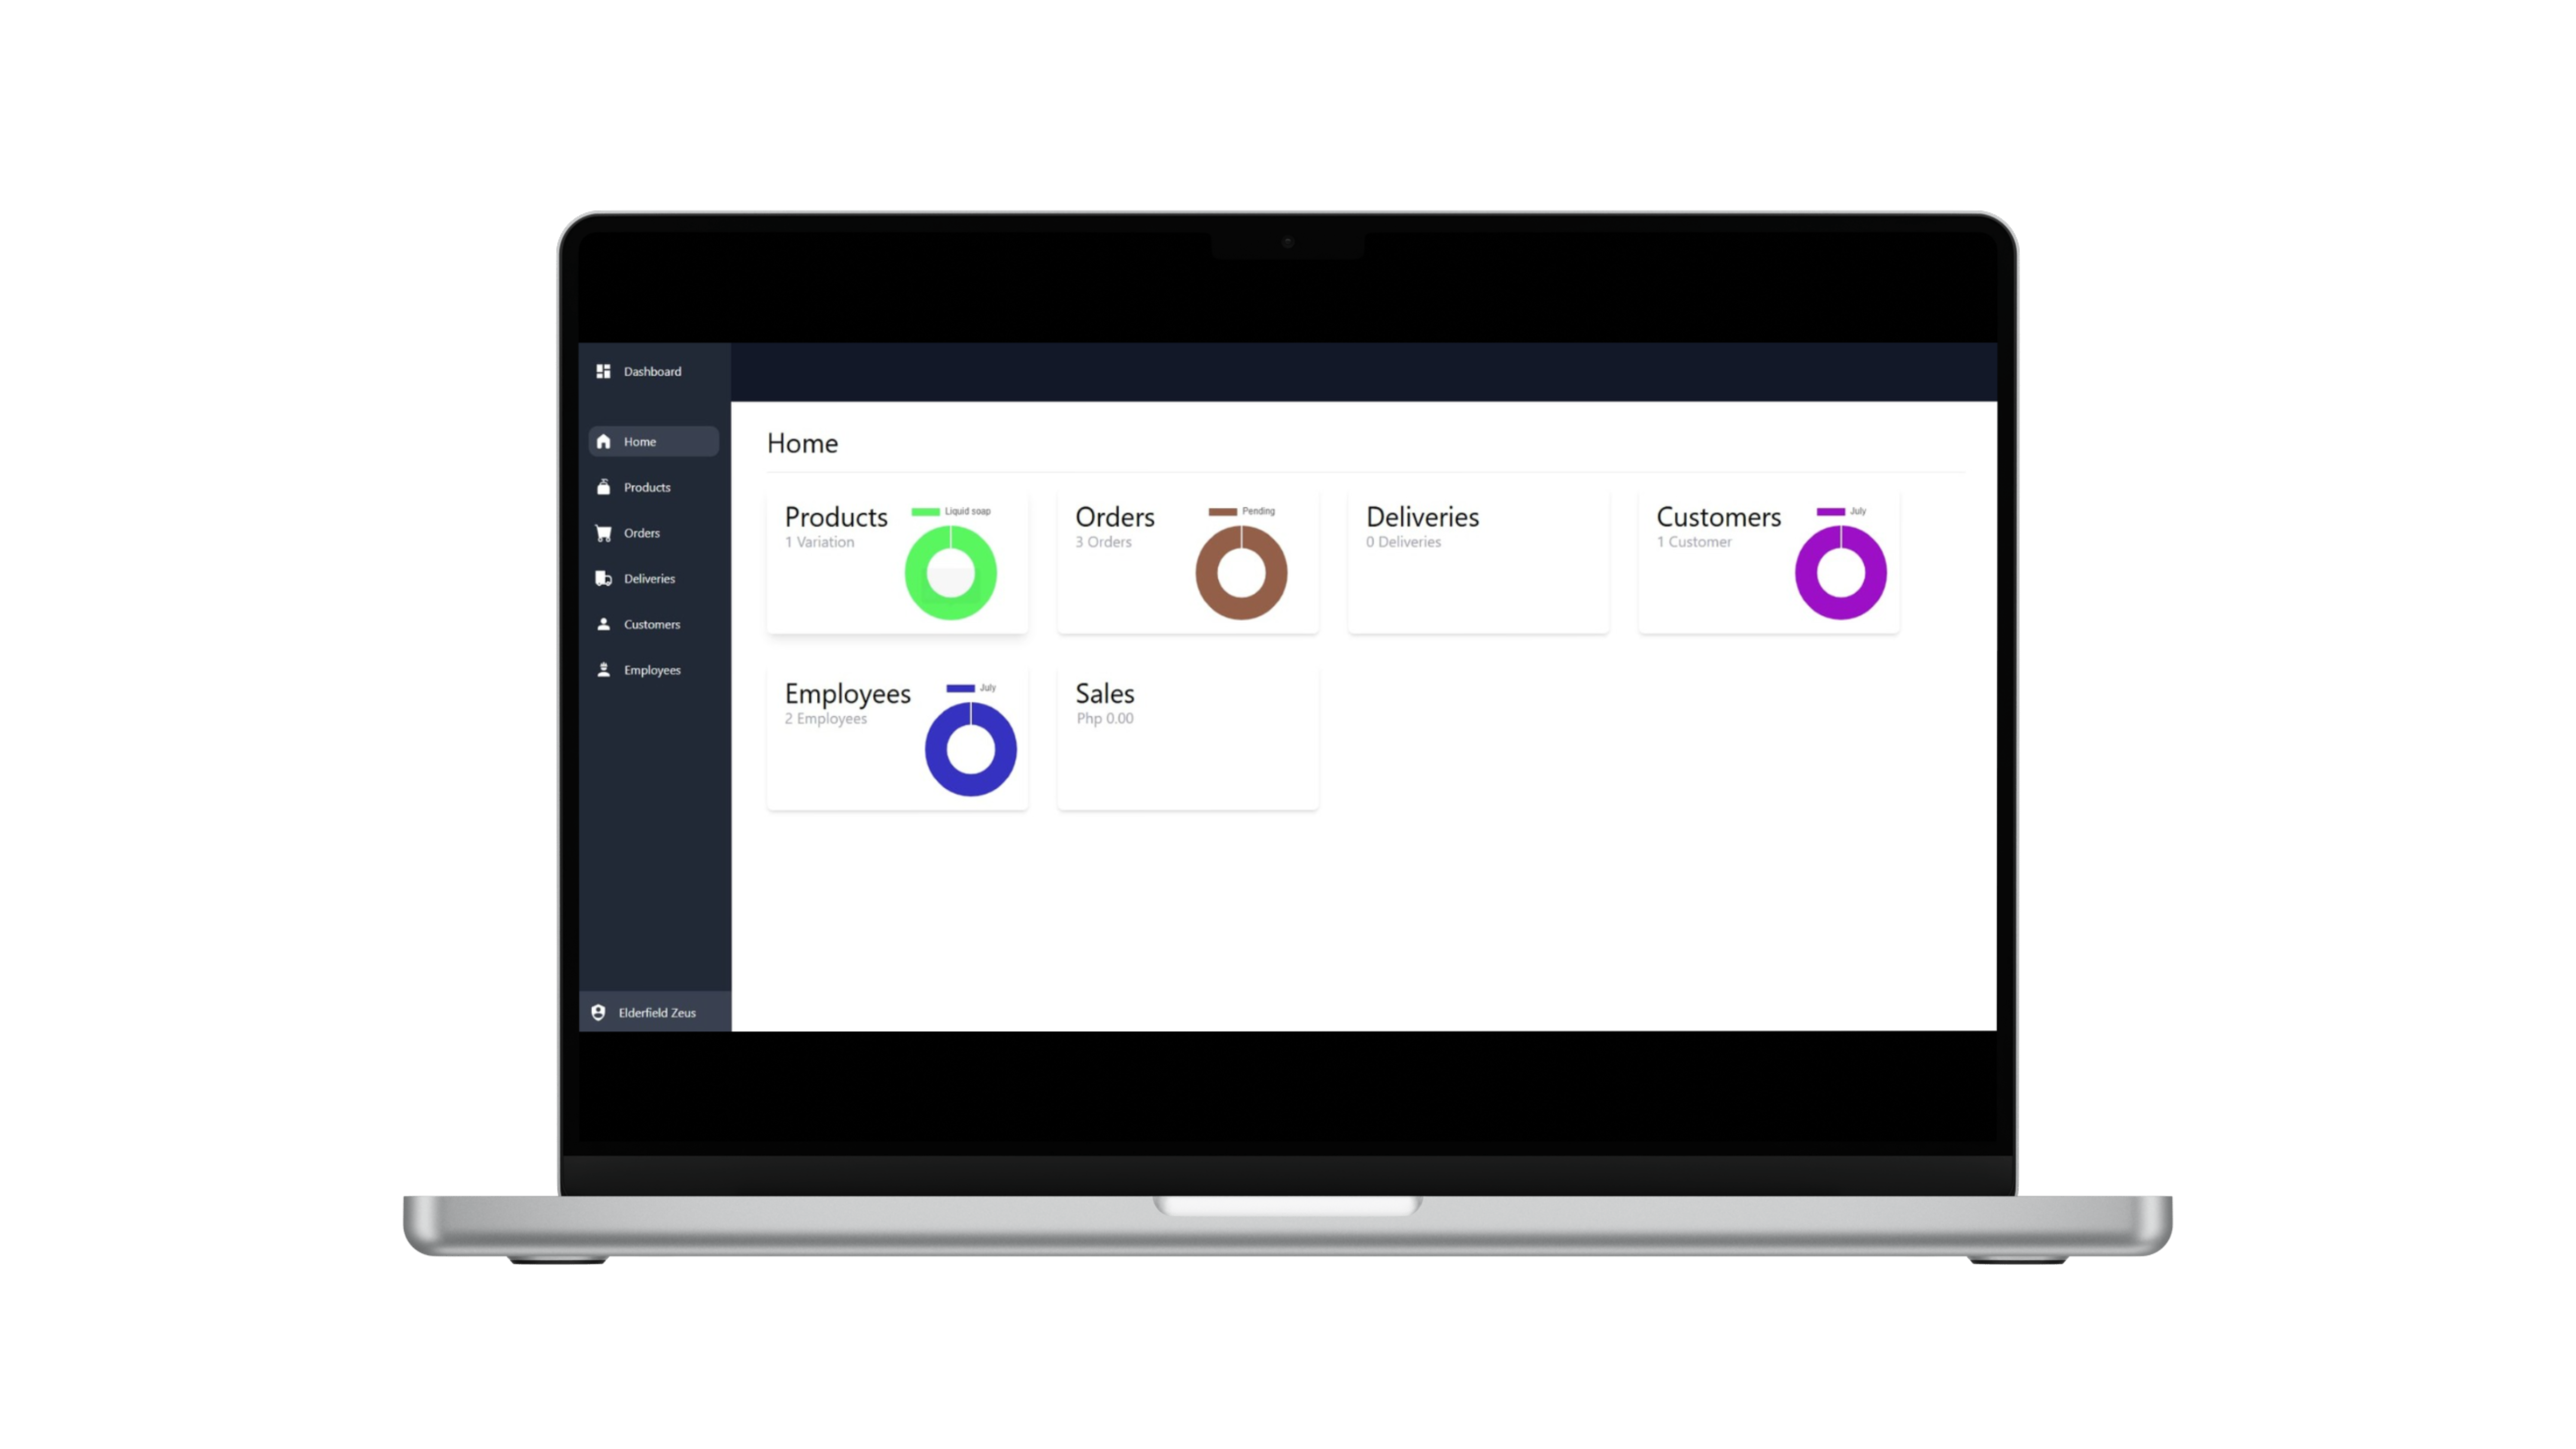 Dashboard
Home
Products
Orders
Deliveries
Customers
Employees
Elderfield Zeus
Home
Products
1 Variation
Liquid soap
Orders
3 Orders
Pending
Deliveries
0 Deliveries
Customers
1 Customer
July
Employees
2 Employees
July
Sales
Php 0.00